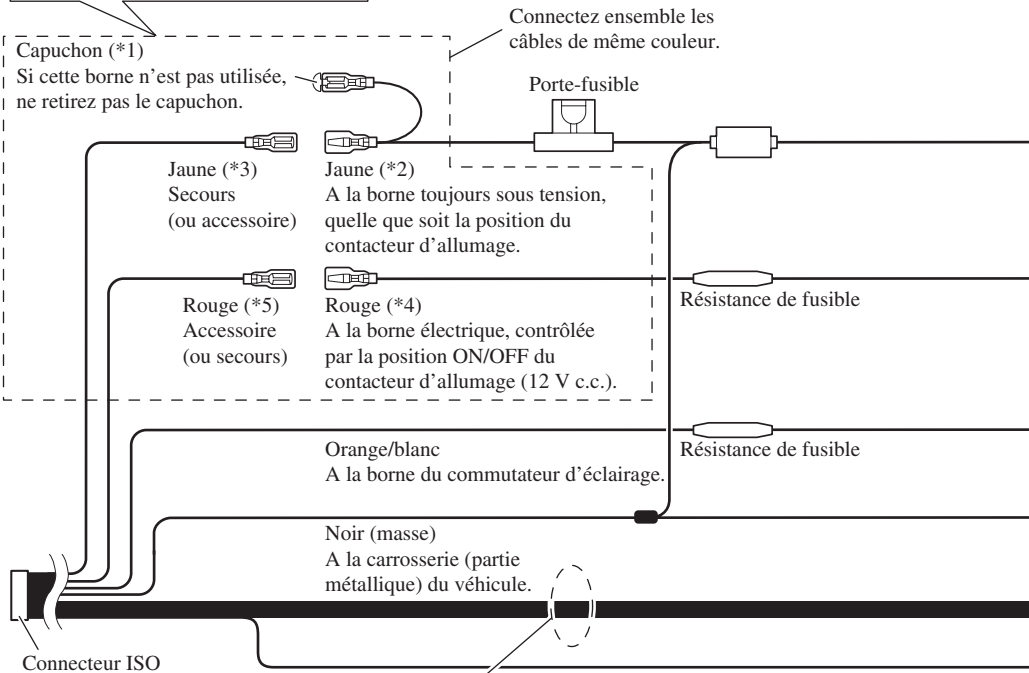 Connectez ensemble les
câbles de même couleur.
Capuchon (*1)
Si cette borne n'est pas utilisée,
ne retirez pas le capuchon.
Porte-fusible
Jaune (*3)
Secours
(ou accessoire)
Jaune (*2)
A la borne toujours sous tension,
quelle que soit la position du
contacteur d'allumage.
Rouge (*5)
Accessoire
(ou secours)
Rouge (*4)
A la borne électrique, contrôlée
par la position ON/OFF du
contacteur d'allumage (12 V c.c.).
Résistance de fusible
Orange/blanc
A la borne du commutateur d'éclairage.
Résistance de fusible
Noir (masse)
A la carrosserie (partie
métallique) du véhicule.
Connecteur ISO